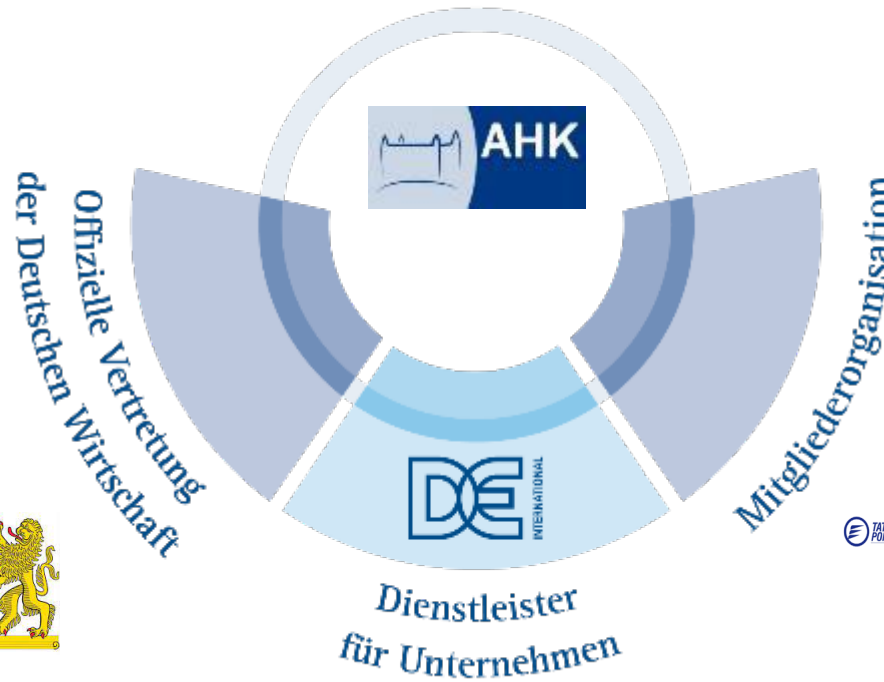 AHK
Offizielle Vertretung
der Deutschen Wirtschaft
Mitgliederorganisation
DE
INTERNATIONAL
Dienstleister
für Unternehmen